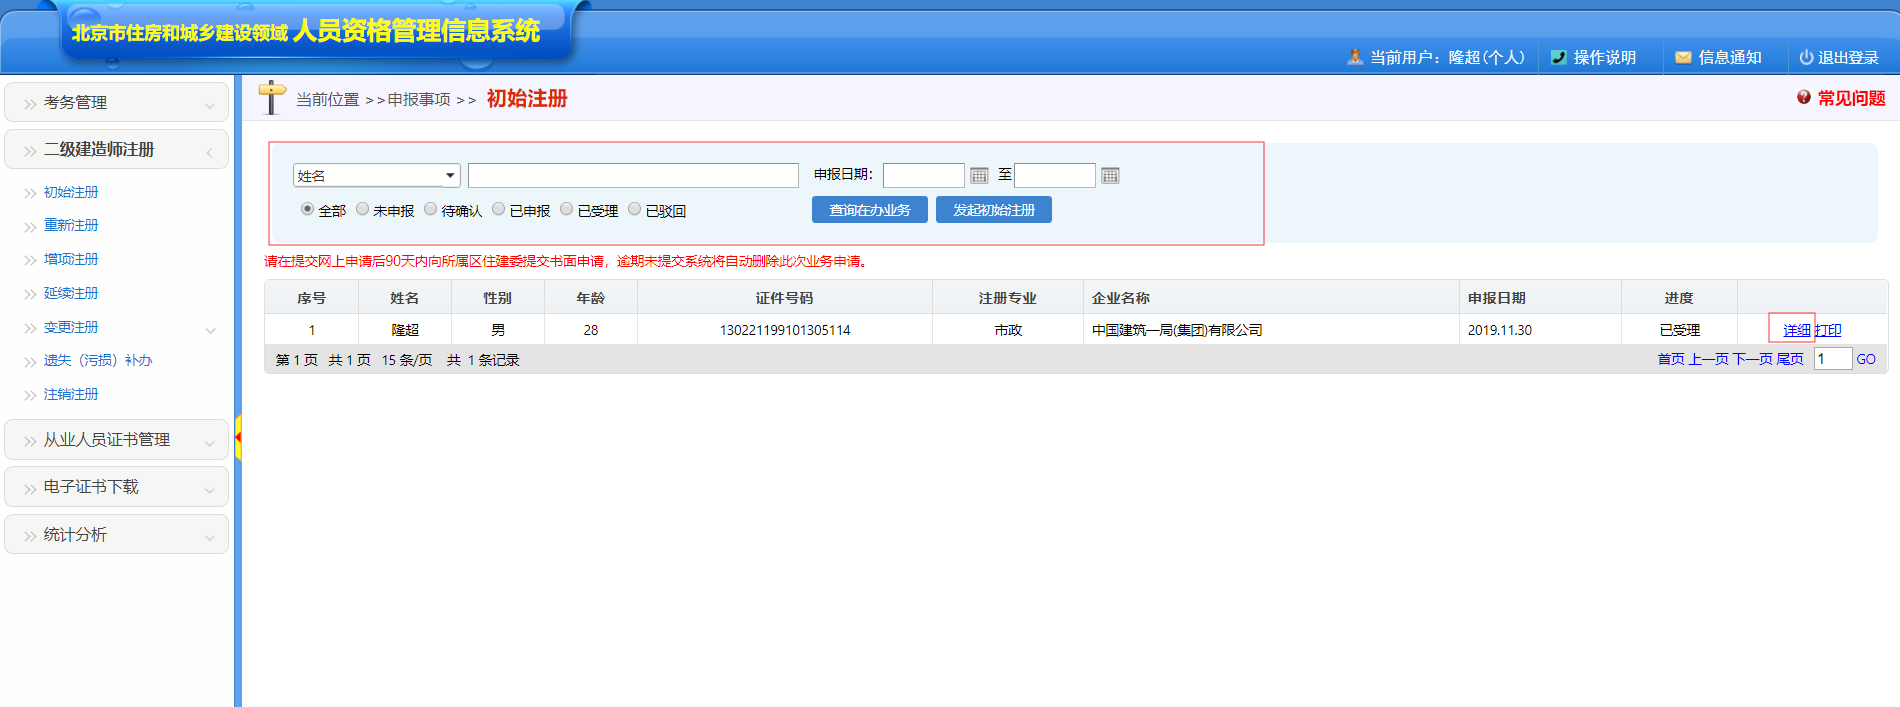 北京市住房和城乡建设领域 人员资格管理信息系统
当前用户：隆超(个人) 操作说明 信息通知 退出登录
考务管理
二级建造师注册
初始注册
重新注册
增项注册
延续注册
变更注册
遗失（污损）补办
注销注册
从业人员证书管理
电子证书下载
统计分析
当前位置 >>申报事项 >> 初始注册 常见问题
姓名 申报日期： 至
全部 未申报 待确认 已申报 已受理 已驳回 查询在办业务 发起初始注册
请在提交网上申请后90天内向所属区住建委提交书面申请，逾期未提交系统将自动删除此次业务申请。
序号 姓名 性别 年龄 证件号码 注册专业 企业名称 申报日期 进度
1 隆超 男 28 130221199101305114 市政 中国建筑一局(集团)有限公司 2019.11.30 已受理 详细 打印
第 1 页 共 1 页 15 条/页 共 1 条记录 首页 上一页 下一页 尾页 1 GO